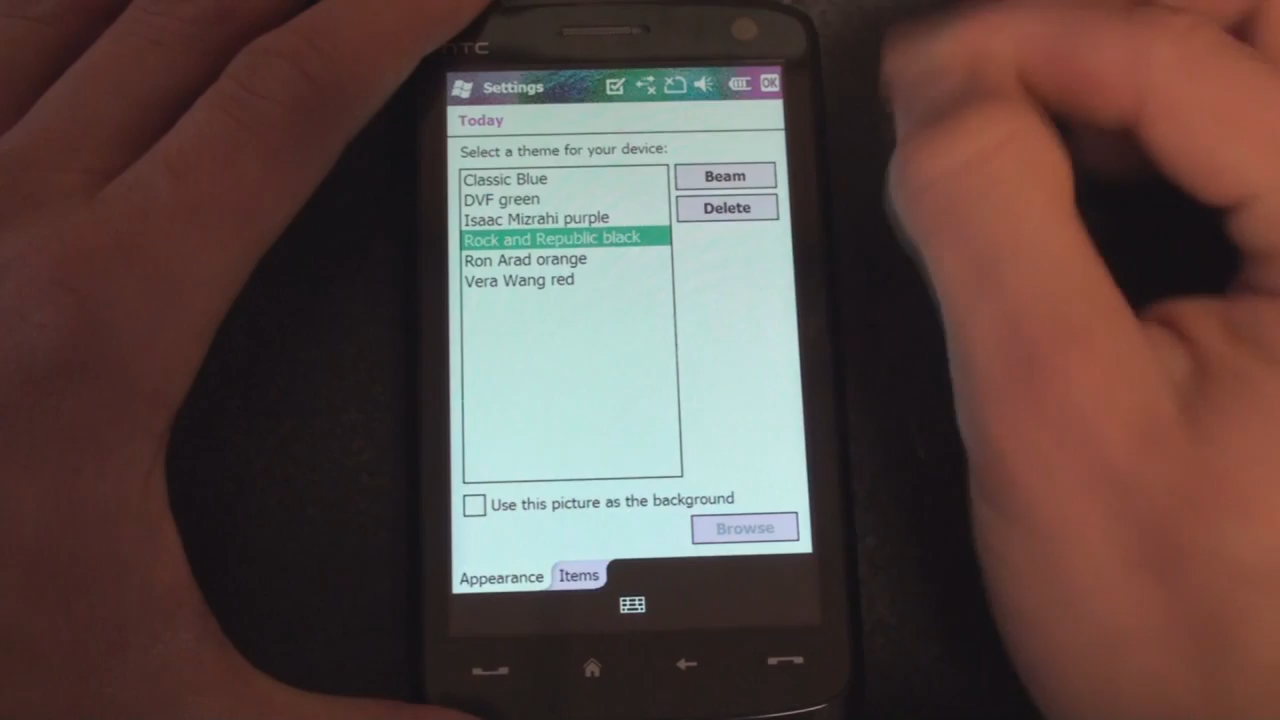 hTC
Settings
OK
Today
Select a theme for your device:
Classic Blue
DVF green
Isaac Mizrahi purple
Rock and Republic black
Ron Arad orange
Vera Wang red
Beam
Delete
Use this picture as the background
Browse
Appearance
Items